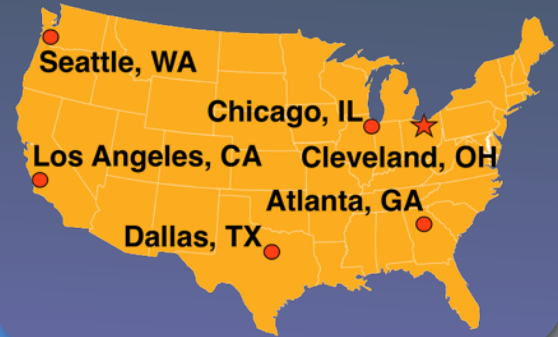 Seattle, WA
Chicago, IL
Los Angeles, CA
Cleveland, OH
Atlanta, GA
Dallas, TX